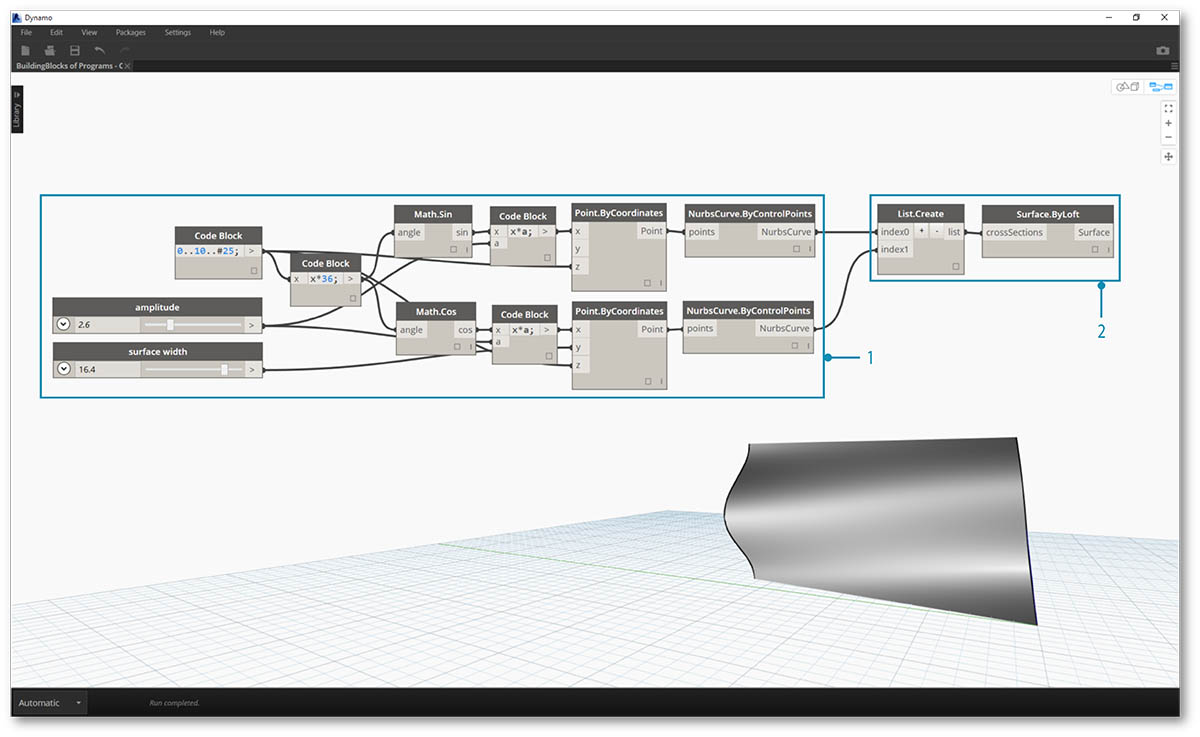 Dynamo
File Edit View Packages Settings Help
BuildingBlocks of Programs - C
Library
Code Block
0..10..#25; >
Code Block
x x*36; >
amplitude
2.6 >
surface width
16.4 >
Math.Sin
angle sin
Code Block
x x*a; >
a
Point.ByCoordinates
x Point
y
z
NurbsCurve.ByControlPoints
points NurbsCurve
Math.Cos
angle cos
Code Block
x x*a; >
a
Point.ByCoordinates
x Point
y
z
NurbsCurve.ByControlPoints
points NurbsCurve
List.Create
index0 + - list
index1
Surface.ByLoft
crossSections Surface
1
2
Automatic
Run completed.